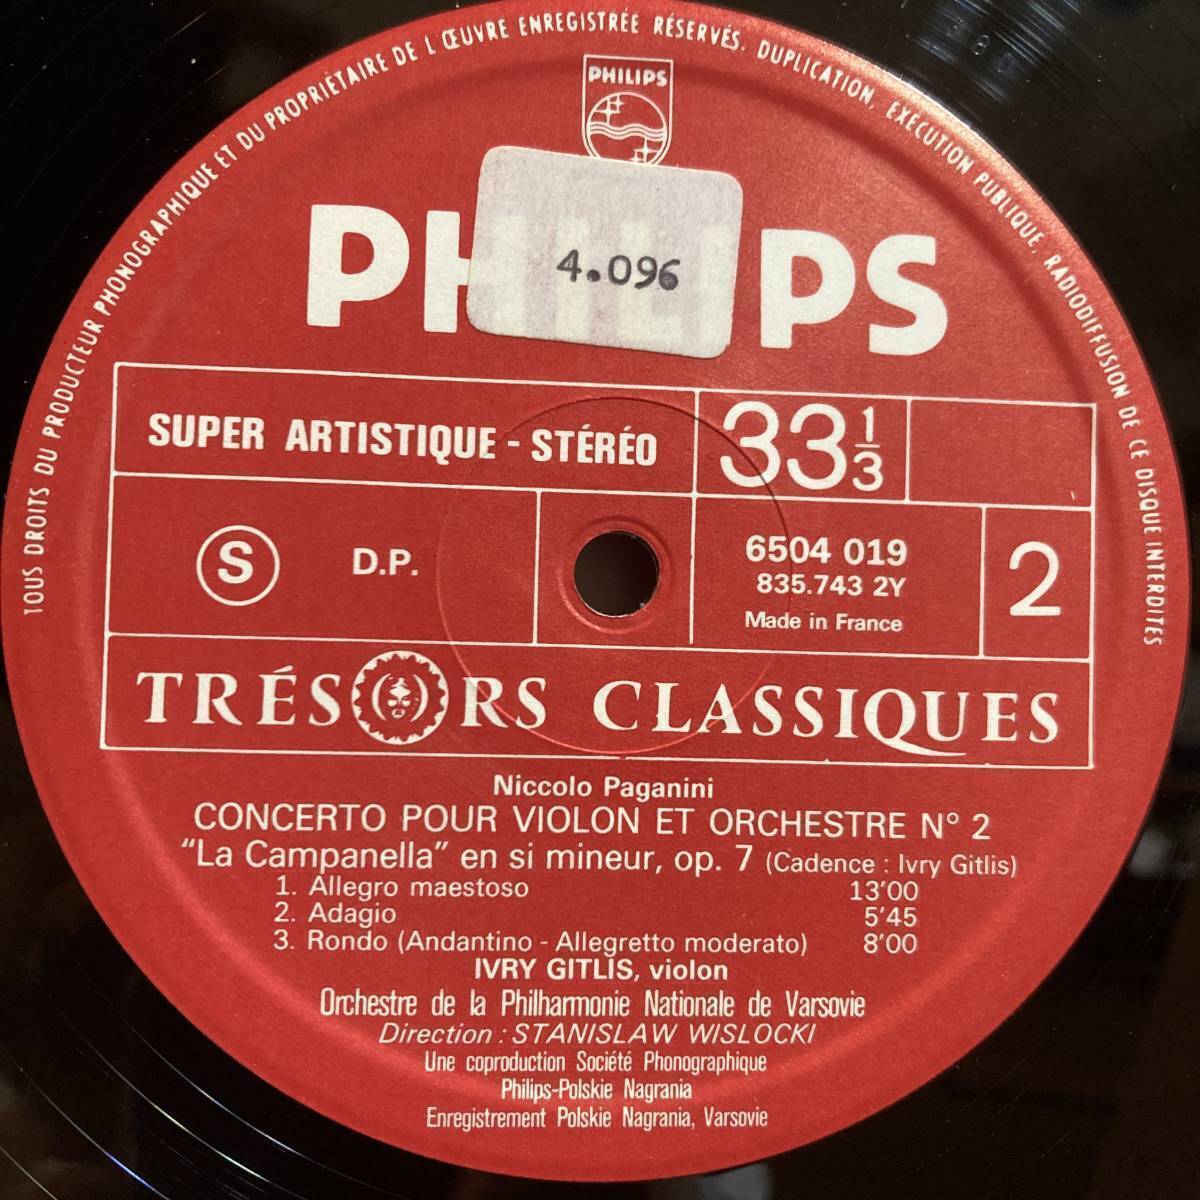 TOUS DROITS DU PRODUCTEUR PHONOGRAPHIQUE ET DU PROPRIÉTAIRE DE L'ŒUVRE ENREGISTRÉE RÉSERVÉS. DUPLICATION, EXECUTION PUBLIQUE, RADIODIFFUSION DE CE DISQUE INTERDITES
PHILIPS
PHILIPS
4.096
SUPER ARTISTIQUE - STÉRÉO
33 1/3
S
D.P.
6504 019
835.743 2Y
Made in France
2
TRÉSORS CLASSIQUES
Niccolo Paganini
CONCERTO POUR VIOLON ET ORCHESTRE N° 2
"La Campanella" en si mineur, op. 7 (Cadence : Ivry Gitlis)
1. Allegro maestoso 13'00
2. Adagio 5'45
3. Rondo (Andantino - Allegretto moderato) 8'00
IVRY GITLIS, violon
Orchestre de la Philharmonie Nationale de Varsovie
Direction : STANISLAW WISLOCKI
Une coproduction Société Phonographique
Philips-Polskie Nagrania
Enregistrement Polskie Nagrania, Varsovie